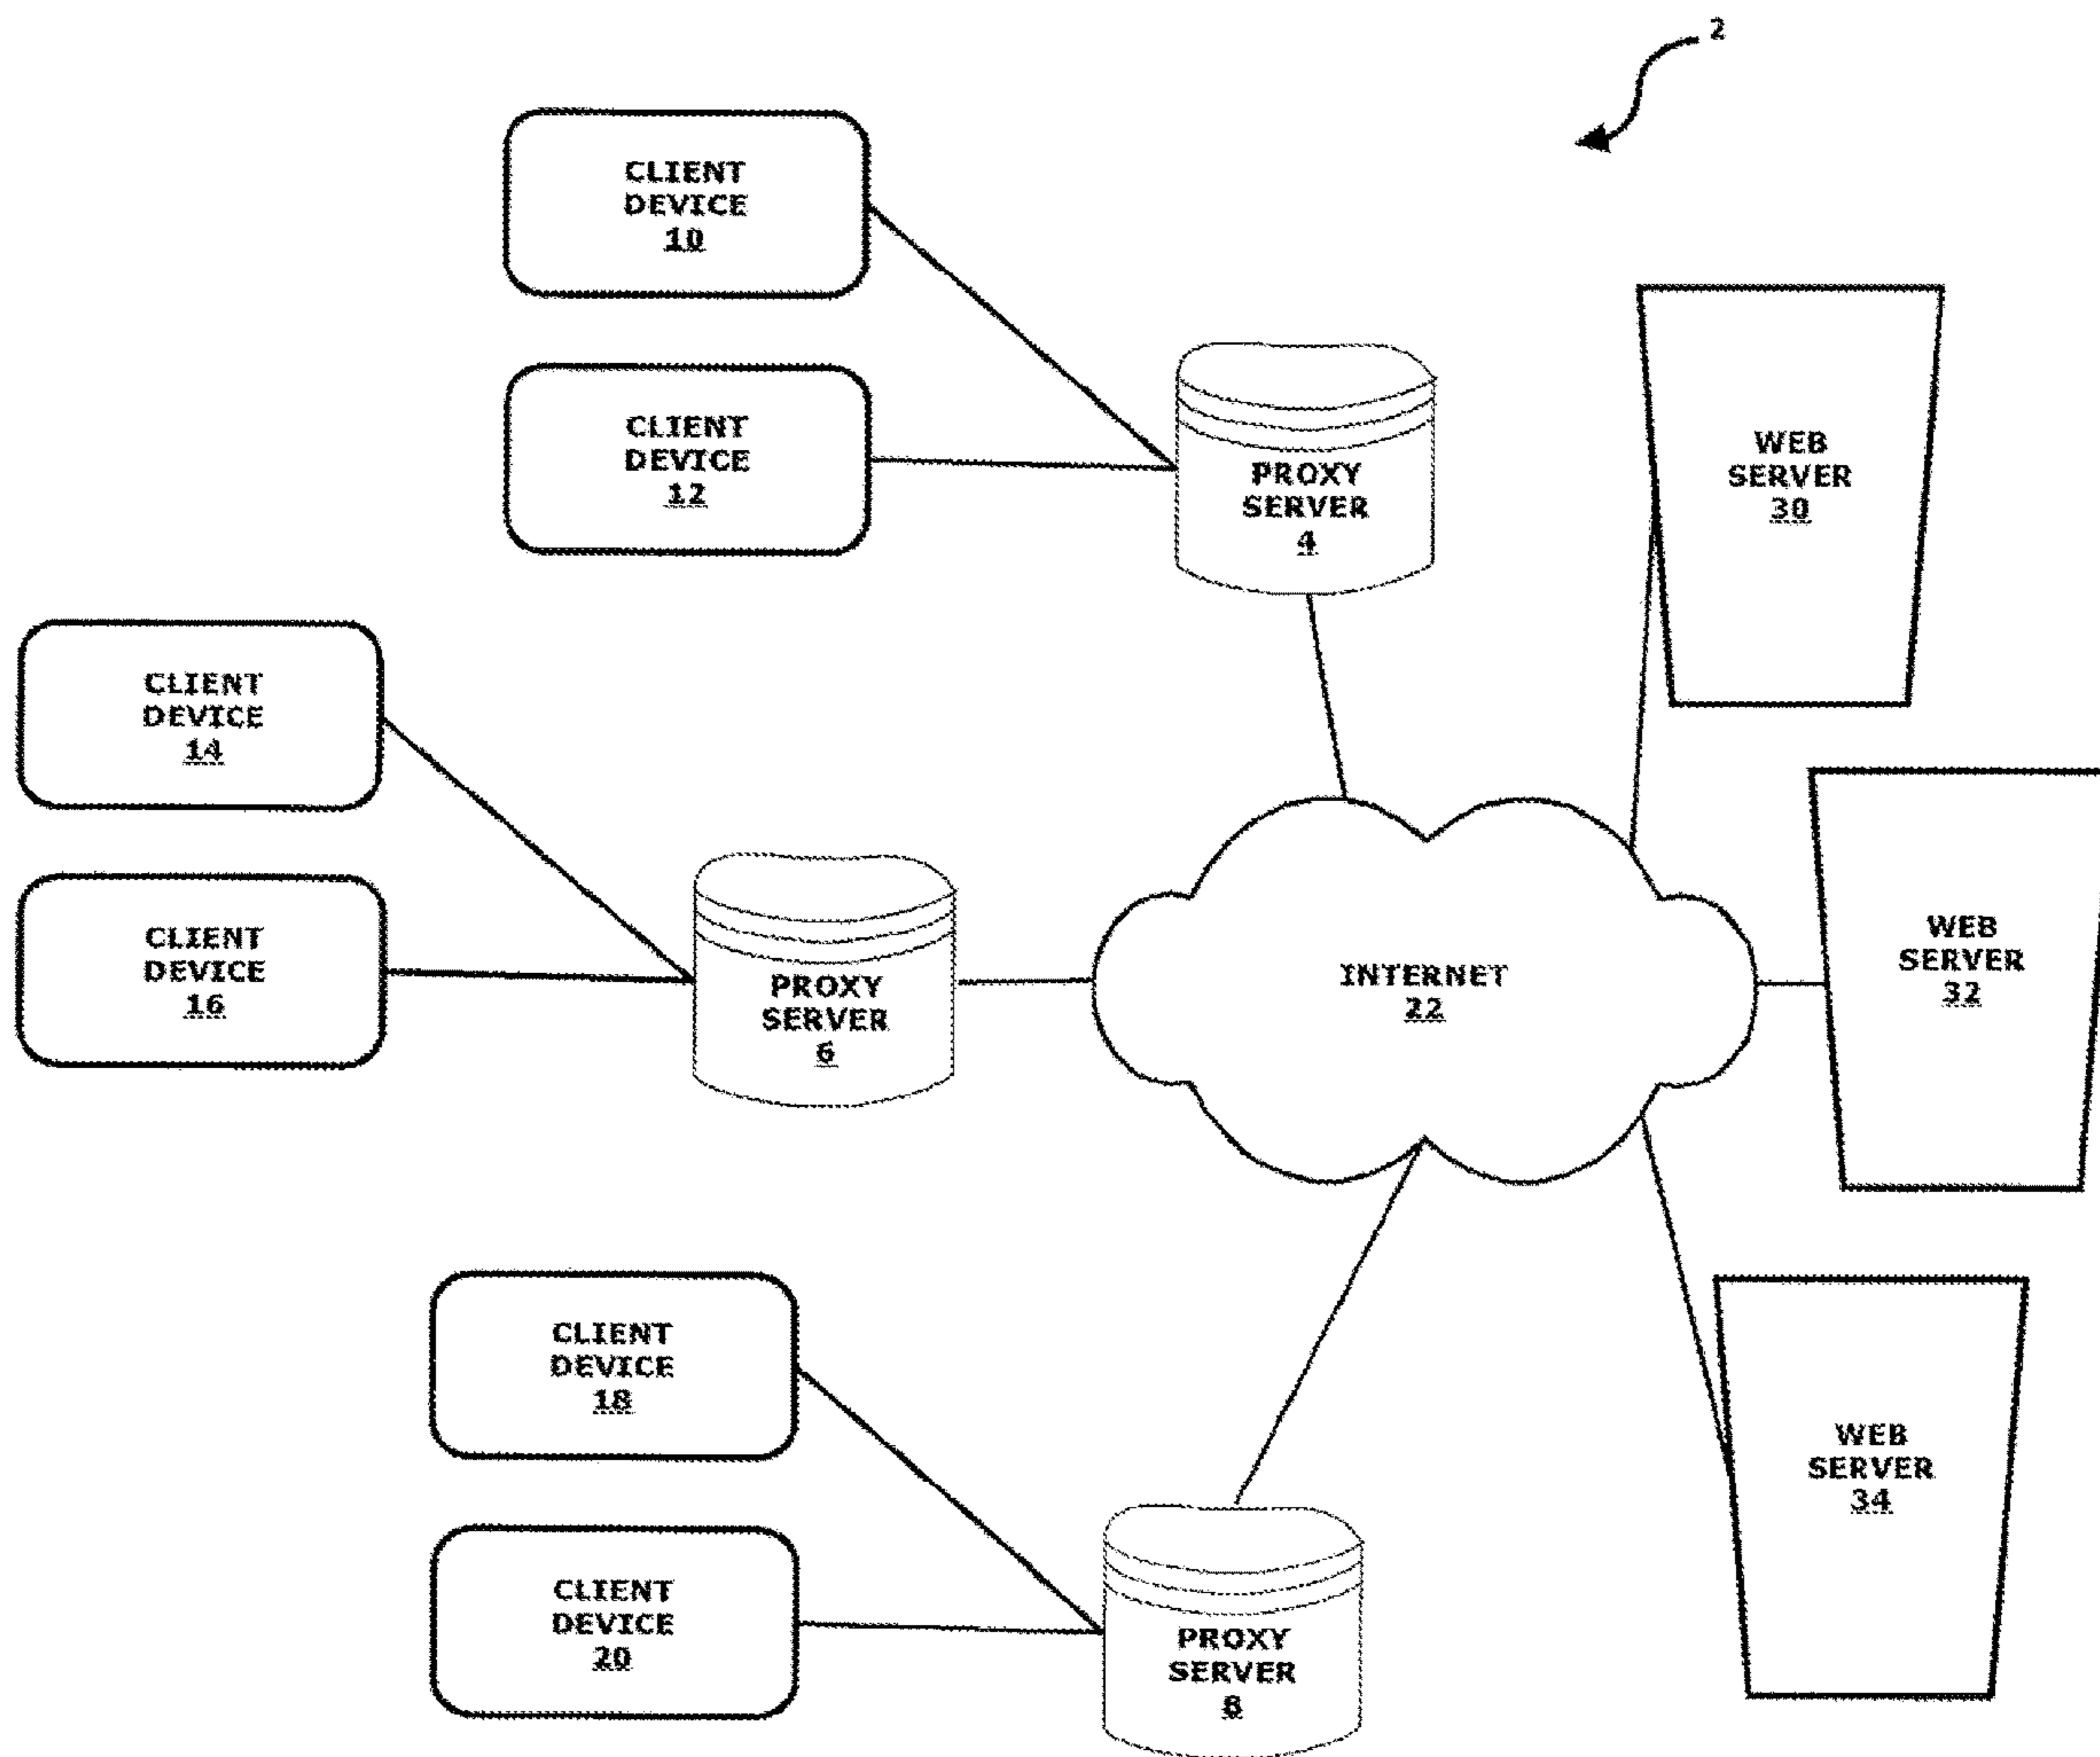 2
CLIENT
DEVICE
10
CLIENT
DEVICE
12
PROXY
SERVER
4
WEB
SERVER
30
CLIENT
DEVICE
14
CLIENT
DEVICE
16
PROXY
SERVER
6
INTERNET
22
WEB
SERVER
32
CLIENT
DEVICE
18
CLIENT
DEVICE
20
PROXY
SERVER
8
WEB
SERVER
34